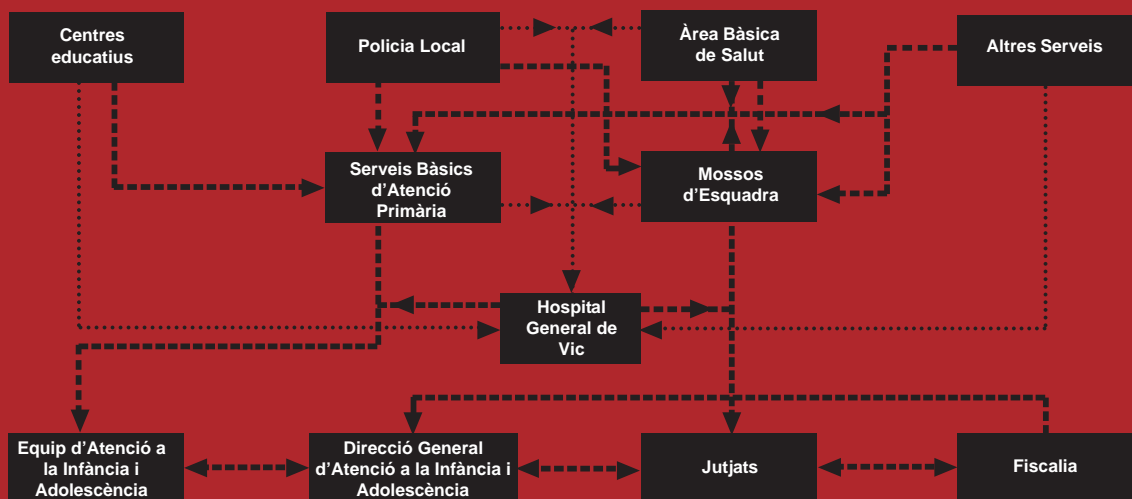 Centres
educatius
Policia Local
Àrea Bàsica
de Salut
Altres Serveis
Serveis Bàsics
d’Atenció
Primària
Mossos
d’Esquadra
Hospital
General de
Vic
Equip d’Atenció a
la Infància i
Adolescència
Direcció General
d’Atenció a la Infància i
Adolescència
Jutjats
Fiscalia